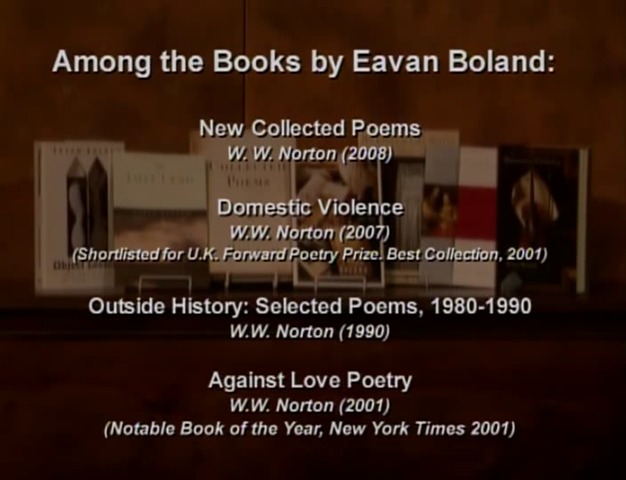 Among the Books by Eavan Boland:
New Collected Poems
W. W. Norton (2008)
Domestic Violence
W.W. Norton (2007)
(Shortlisted for U.K. Forward Poetry Prize. Best Collection, 2001)
Outside History: Selected Poems, 1980-1990
W.W. Norton (1990)
Against Love Poetry
W.W. Norton (2001)
(Notable Book of the Year, New York Times 2001)